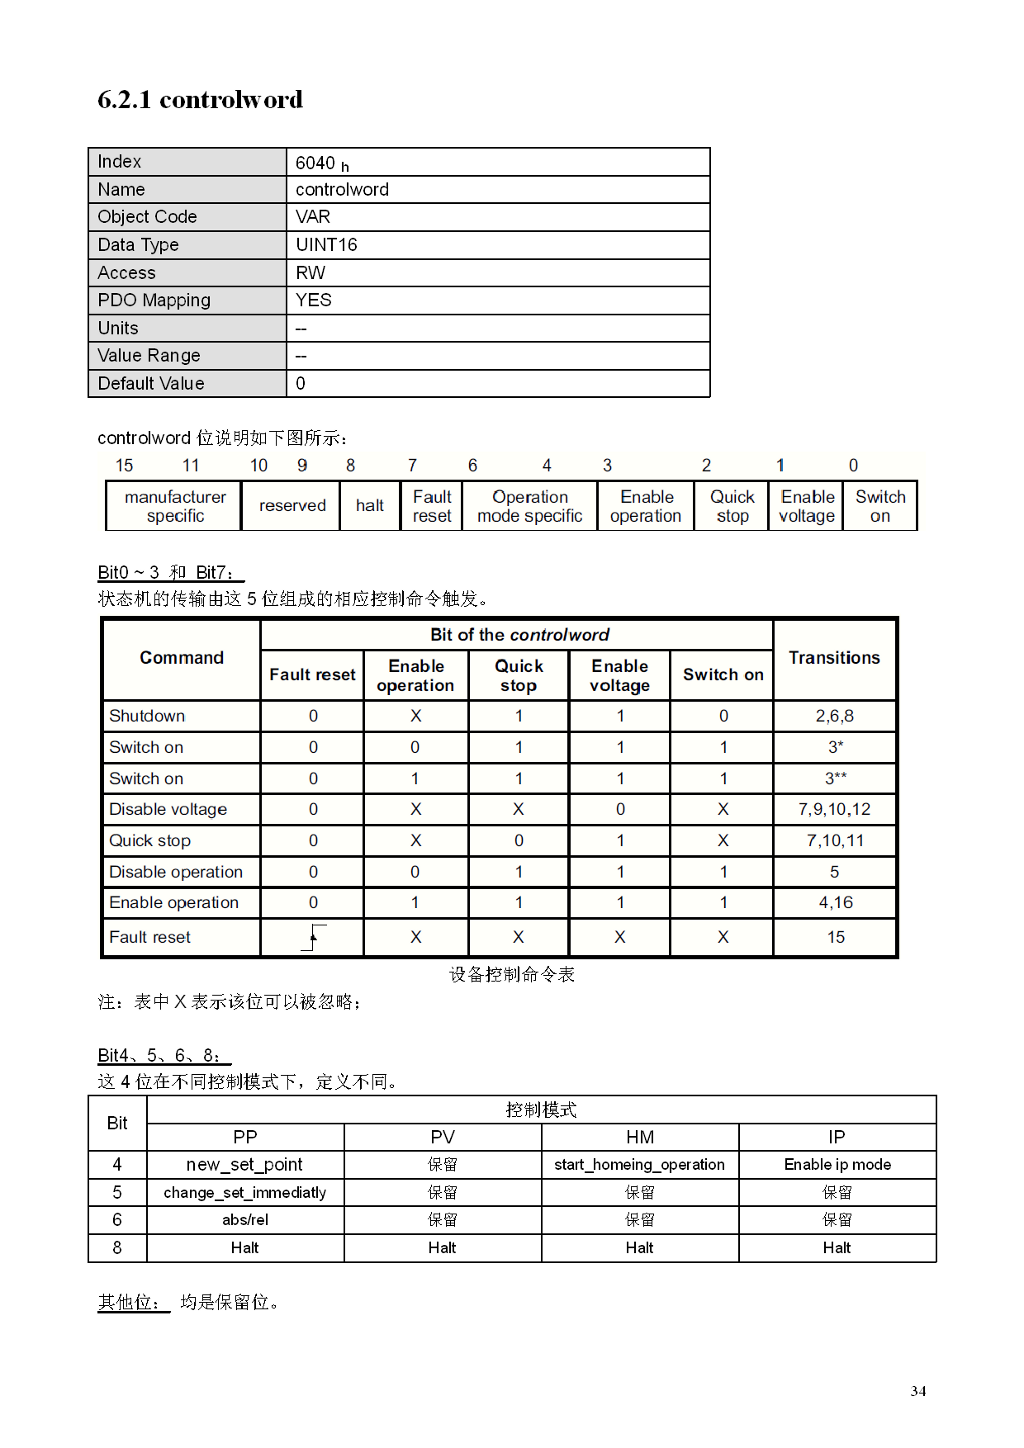 6.2.1 controlword
Index 6040 h
Name controlword
Object Code VAR
Data Type UINT16
Access RW
PDO Mapping YES
Units --
Value Range --
Default Value 0
controlword 位说明如下图所示：
15 11 10 9 8 7 6 4 3 2 1 0
manufacturer specific reserved halt Fault reset Operation mode specific Enable operation Quick stop Enable voltage Switch on
Bit0 ~ 3 和 Bit7：
状态机的传输由这 5 位组成的相应控制命令触发。
Command Bit of the controlword Transitions
Fault reset Enable operation Quick stop Enable voltage Switch on
Shutdown 0 X 1 1 0 2,6,8
Switch on 0 0 1 1 1 3*
Switch on 0 1 1 1 1 3**
Disable voltage 0 X X 0 X 7,9,10,12
Quick stop 0 X 0 1 X 7,10,11
Disable operation 0 0 1 1 1 5
Enable operation 0 1 1 1 1 4,16
Fault reset X X X X 15
设备控制命令表
注：表中 X 表示该位可以被忽略；
Bit4、5、6、8：
这 4 位在不同控制模式下，定义不同。
Bit 控制模式
PP PV HM IP
4 new_set_point 保留 start_homeing_operation Enable ip mode
5 change_set_immediatly 保留 保留 保留
6 abs/rel 保留 保留 保留
8 Halt Halt Halt Halt
其他位： 均是保留位。
34